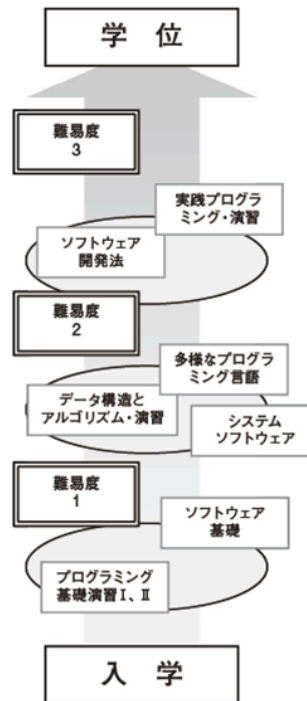 学 位
難易度
3
実践プログラ
ミング・演習
ソフトウェア
開発法
難易度
2
多様なプログラ
ミング言語
データ構造と
アルゴリズム・演習
システム
ソフトウェア
難易度
1
ソフトウェア
基礎
プログラミング
基礎演習Ⅰ、Ⅱ
入 学